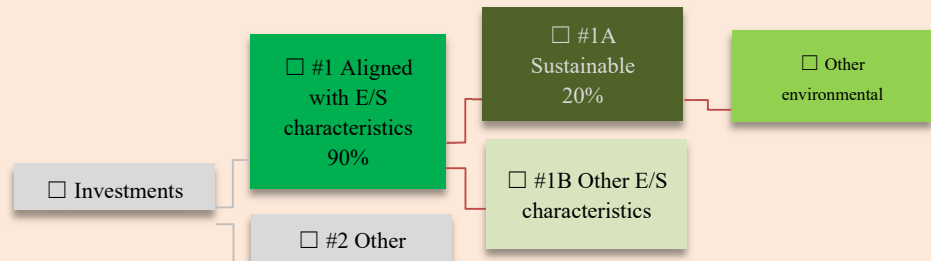 ☐ Investments
☐ #1 Aligned
with E/S
characteristics
90%
☐ #2 Other
☐ #1A
Sustainable
20%
☐ #1B Other E/S
characteristics
☐ Other
environmental